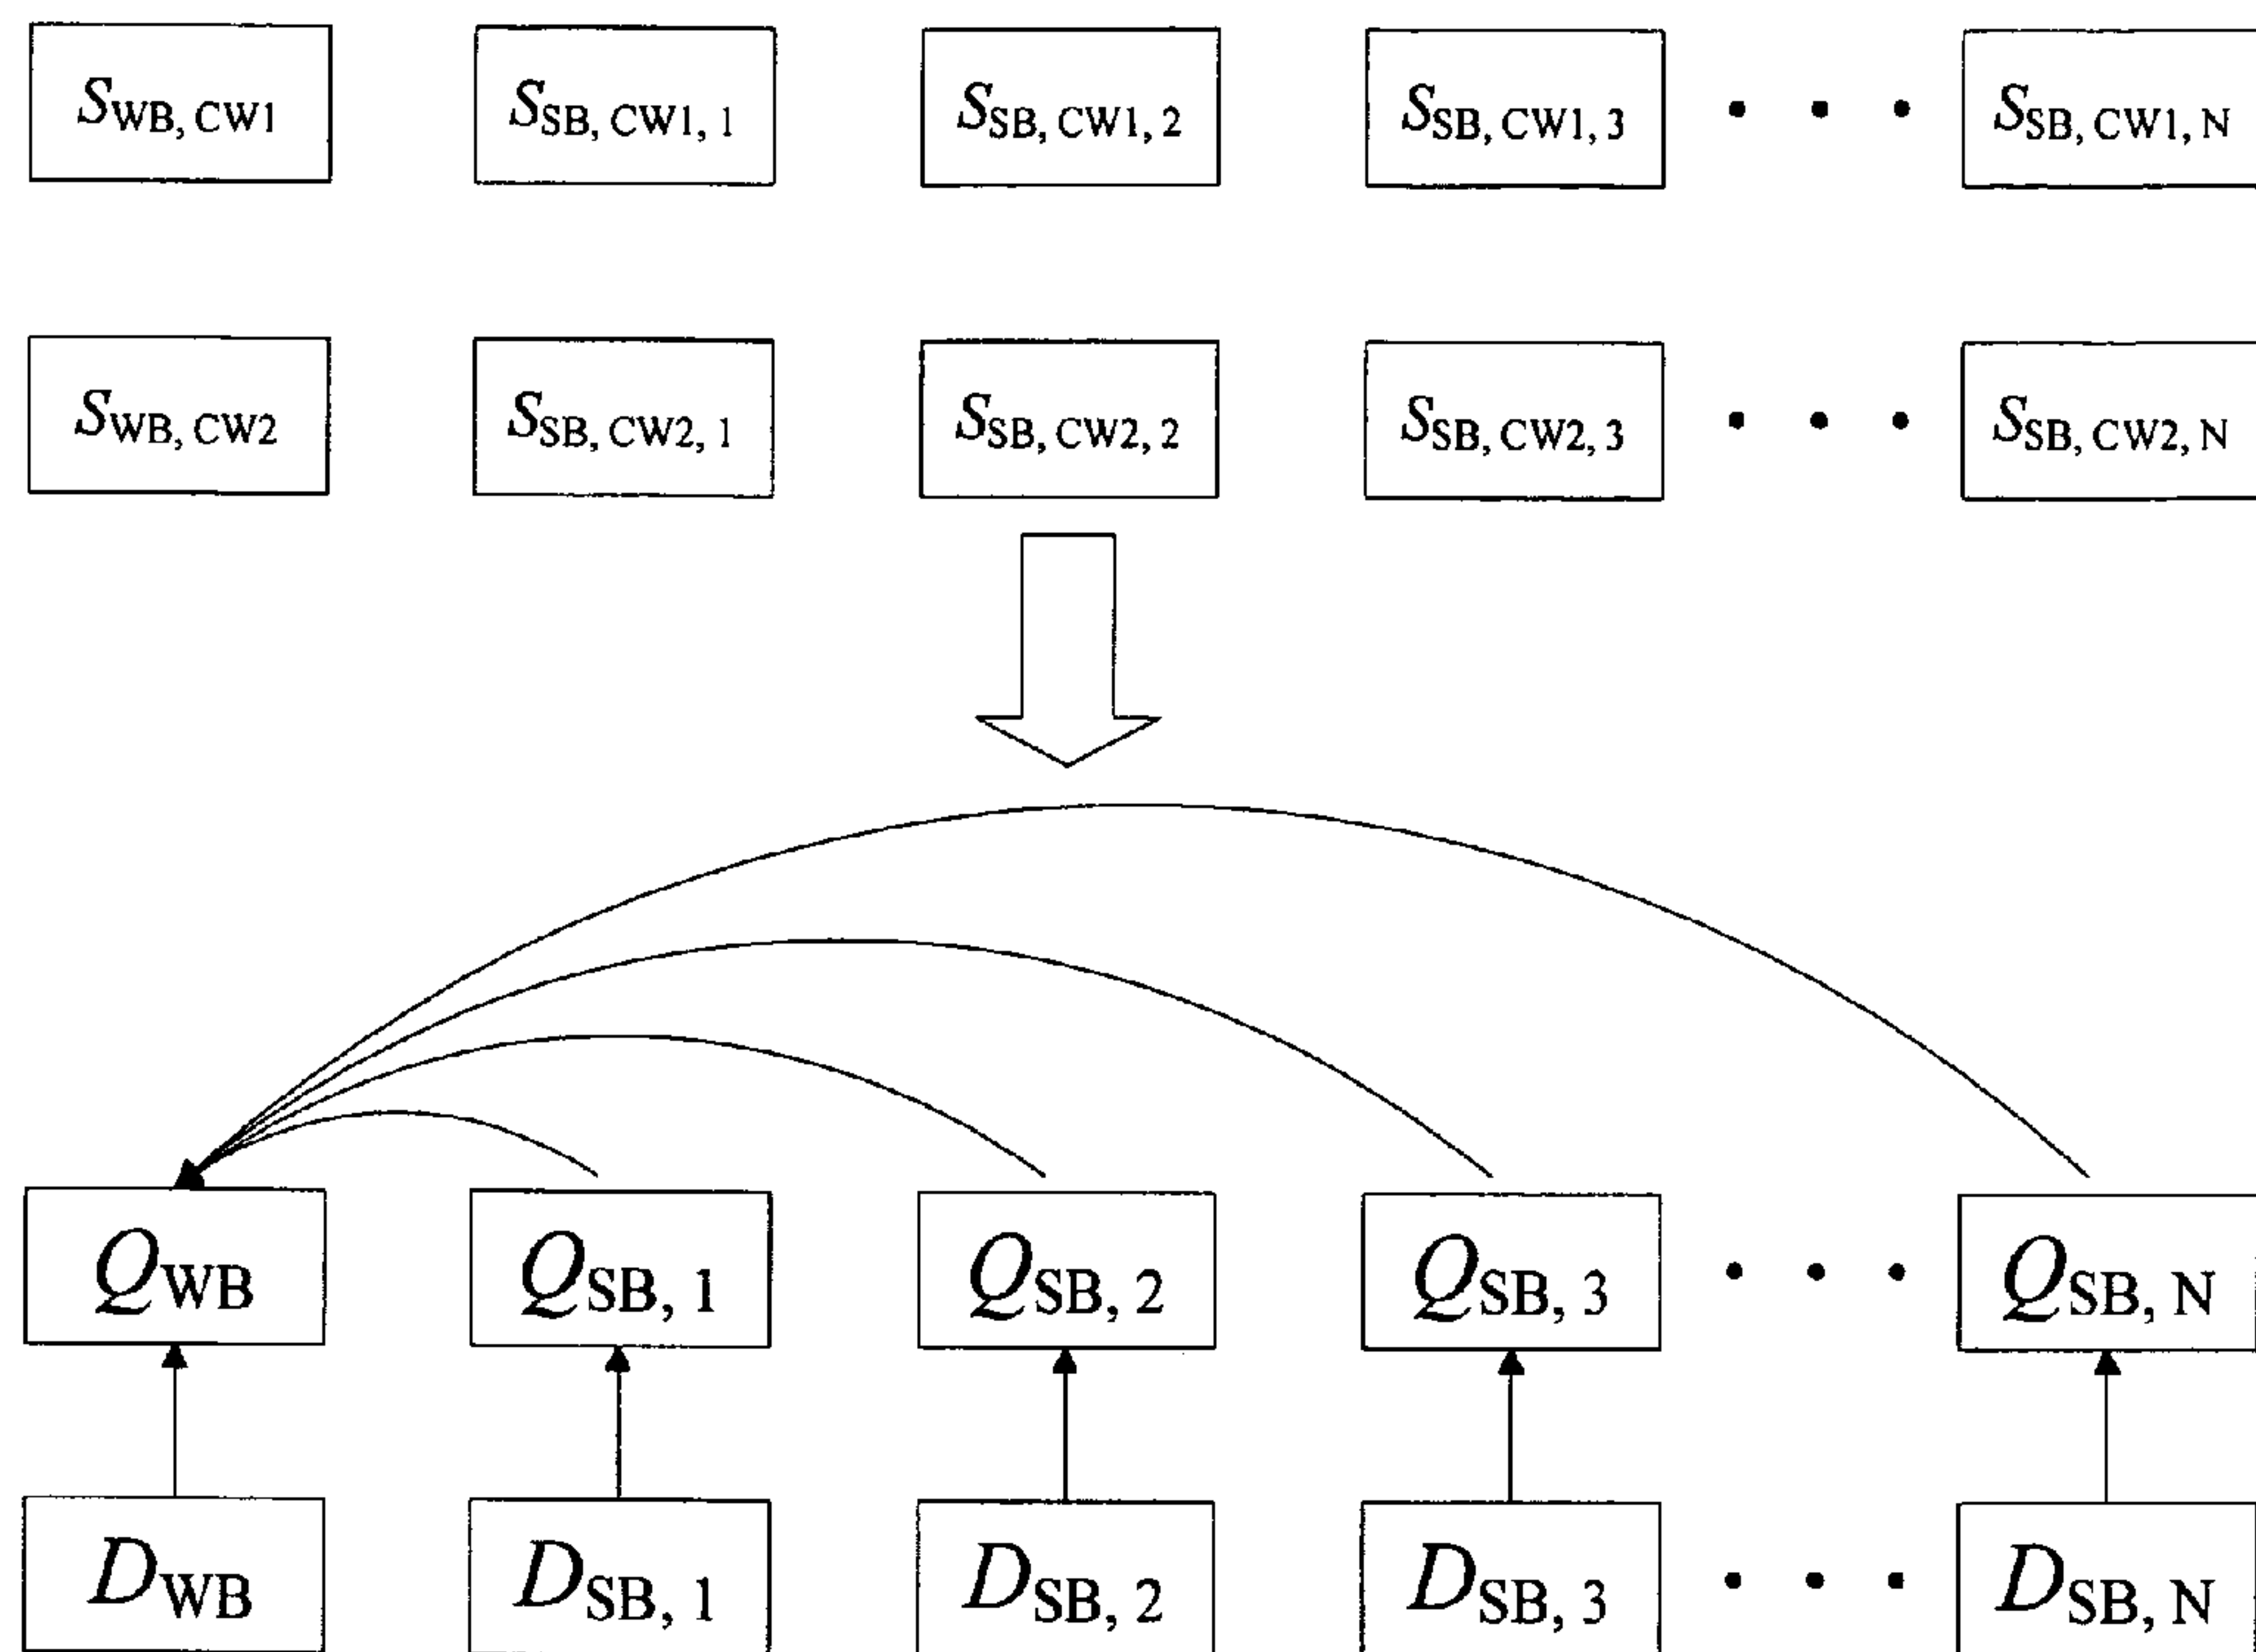 SWB, CW1 SSB, CW1, 1 SSB, CW1, 2 SSB, CW1, 3 • • • SSB, CW1, N
SWB, CW2 SSB, CW2, 1 SSB, CW2, 2 SSB, CW2, 3 • • • SSB, CW2, N
QWB QSB, 1 QSB, 2 QSB, 3 • • • QSB, N
DWB DSB, 1 DSB, 2 DSB, 3 • • • DSB, N